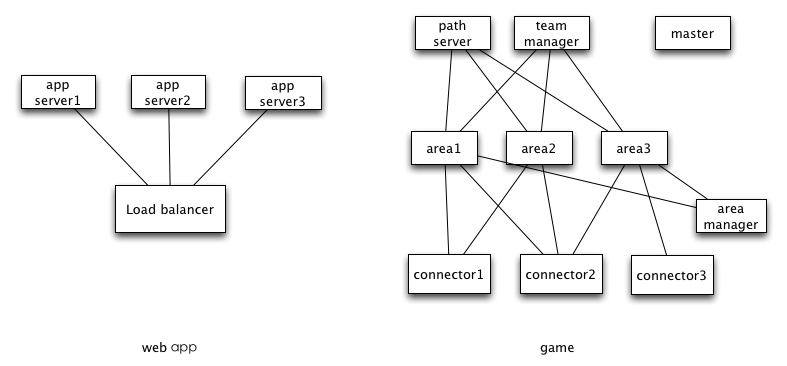 app
server1
app
server2
app
server3
Load balancer
web app
path
server
team
manager
master
area1
area2
area3
area
manager
connector1
connector2
connector3
game